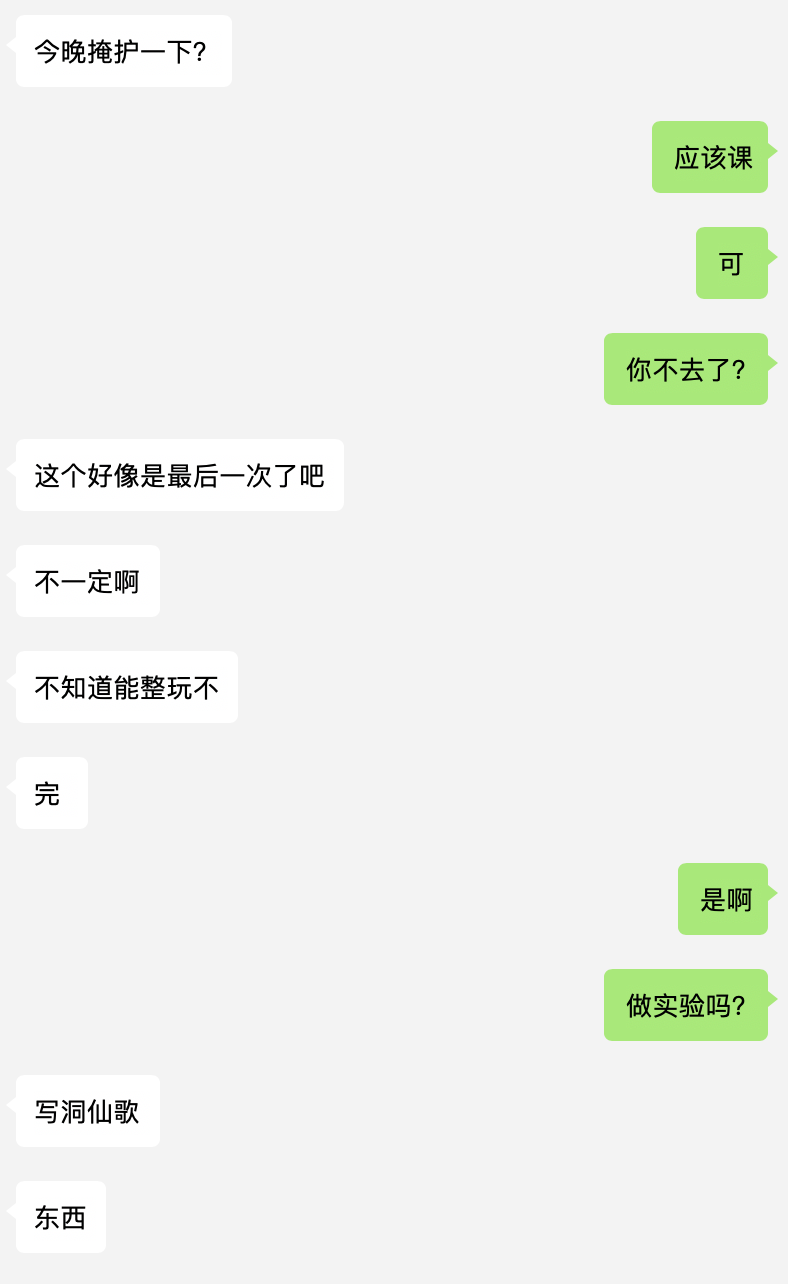 今晚掩护一下?
应该课
可
你不去了?
这个好像是最后一次了吧
不一定啊
不知道能整玩不
完
是啊
做实验吗?
写洞仙歌
东西